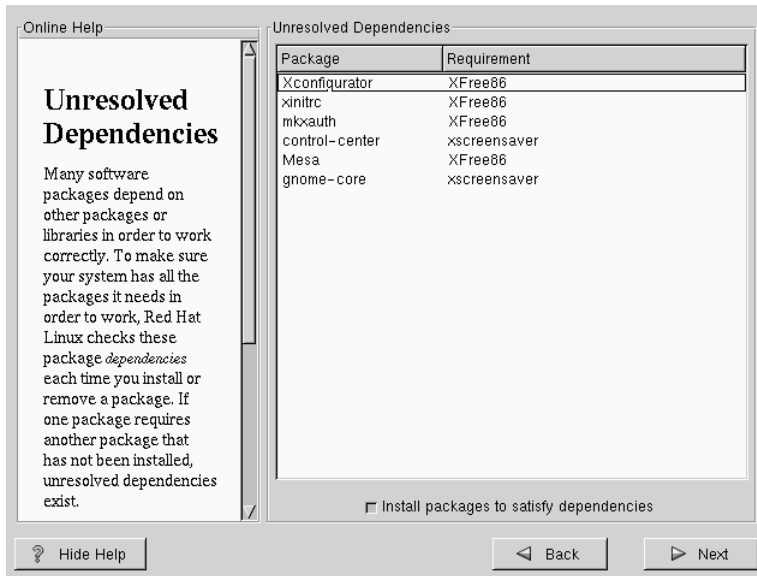 Online Help
Unresolved
Dependencies
Many software
packages depend on
other packages or
libraries in order to work
correctly. To make sure
your system has all the
packages it needs in
order to work, Red Hat
Linux checks these
package dependencies
each time you install or
remove a package. If
one package requires
another package that
has not been installed,
unresolved dependencies
exist.
Unresolved Dependencies
Package Requirement
Xconfigurator XFree86
xinitrc XFree86
mkxauth XFree86
control-center xscreensaver
Mesa XFree86
gnome-core xscreensaver
Install packages to satisfy dependencies
? Hide Help
Back
Next